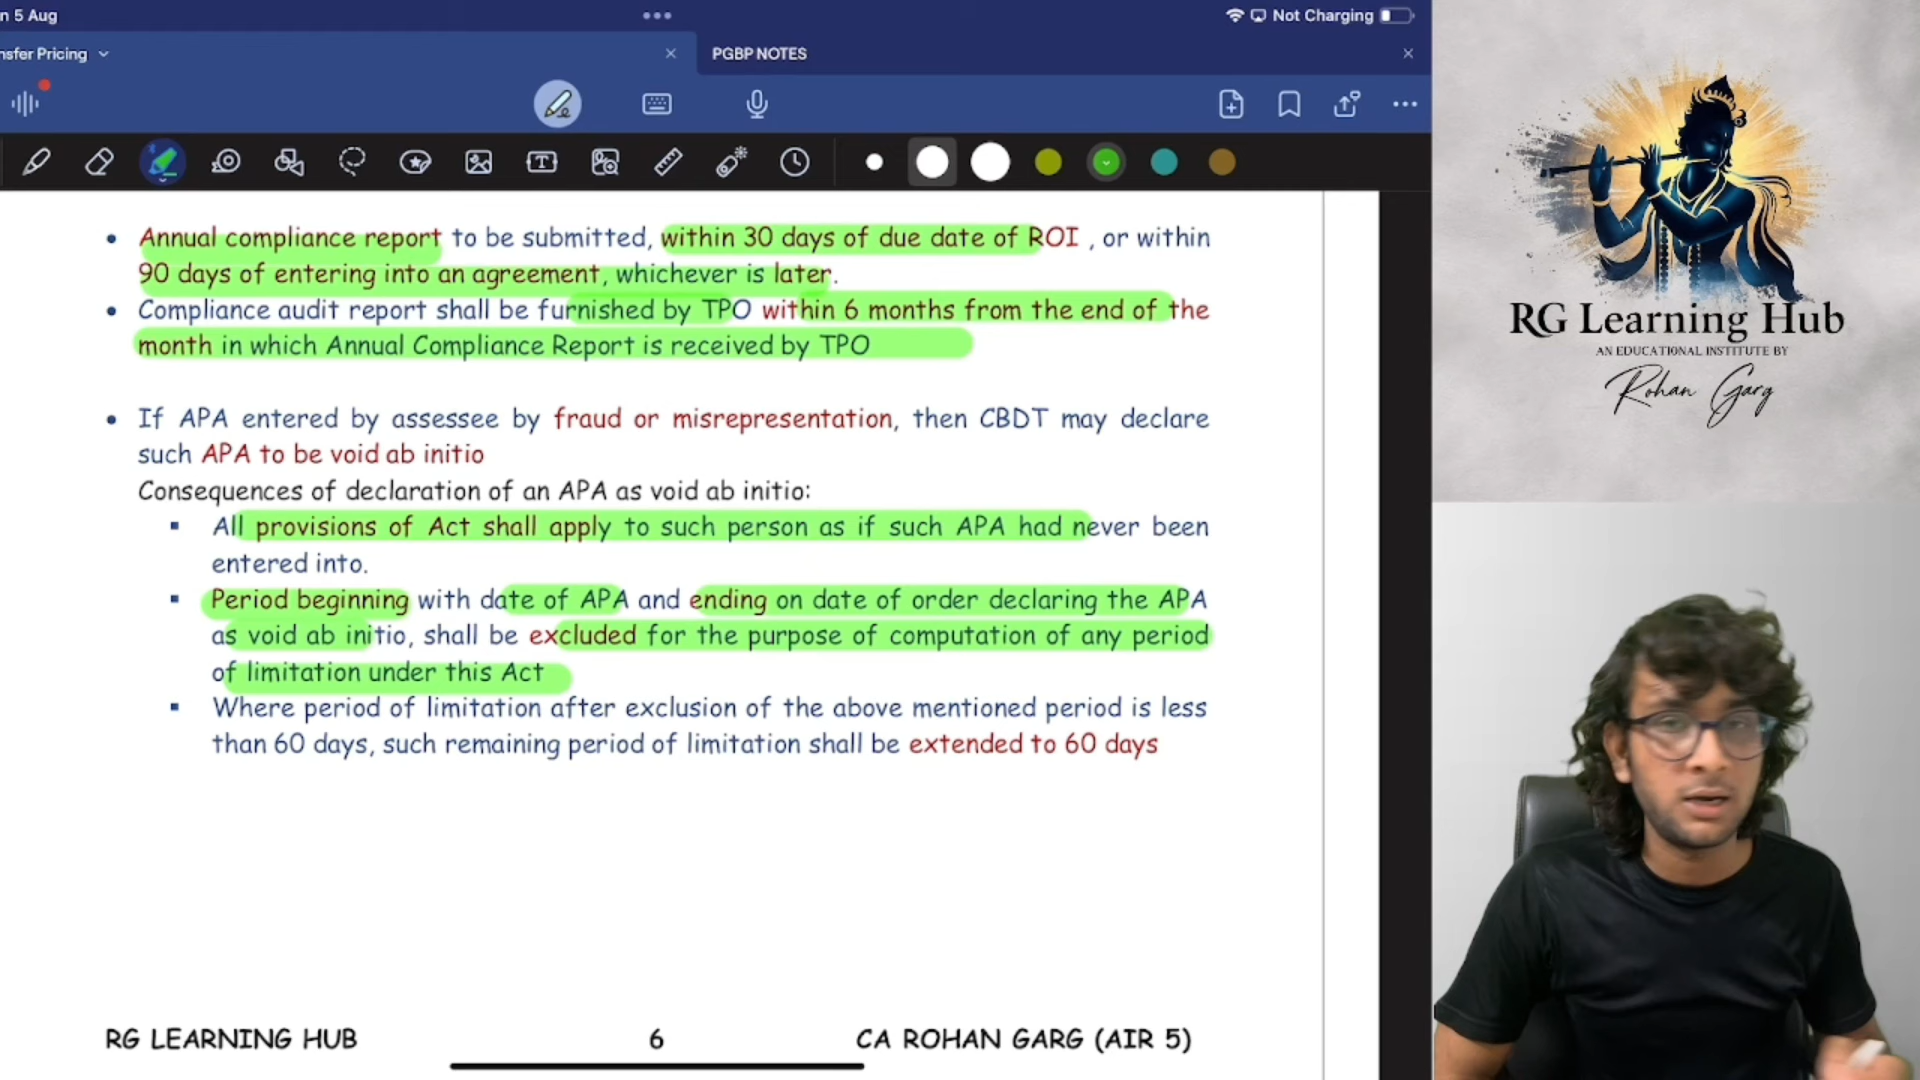 n 5 Aug
Not Charging
nsfer Pricing
PGBP NOTES
• Annual compliance report to be submitted, within 30 days of due date of ROI , or within
90 days of entering into an agreement, whichever is later.
• Compliance audit report shall be furnished by TPO within 6 months from the end of the
month in which Annual Compliance Report is received by TPO
• If APA entered by assessee by fraud or misrepresentation, then CBDT may declare
such APA to be void ab initio
Consequences of declaration of an APA as void ab initio:
▪ All provisions of Act shall apply to such person as if such APA had never been
entered into.
▪ Period beginning with date of APA and ending on date of order declaring the APA
as void ab initio, shall be excluded for the purpose of computation of any period
of limitation under this Act
▪ Where period of limitation after exclusion of the above mentioned period is less
than 60 days, such remaining period of limitation shall be extended to 60 days
RG LEARNING HUB 6 CA ROHAN GARG (AIR 5)
RG Learning Hub
AN EDUCATIONAL INSTITUTE BY
Rohan Garg